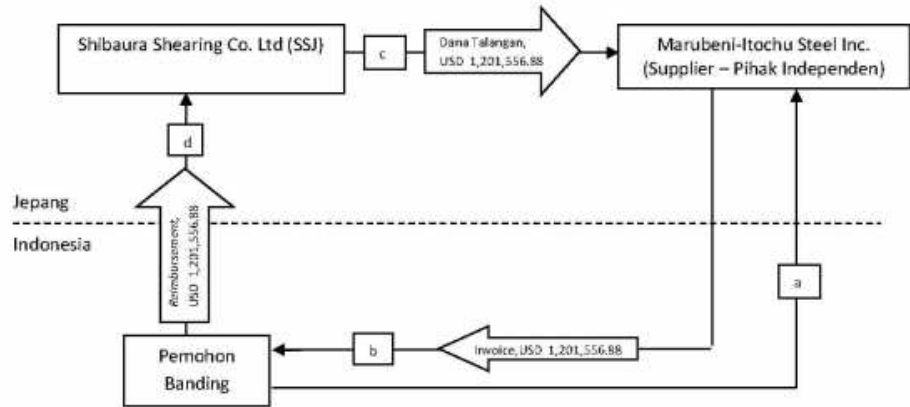 Shibaura Shearing Co. Ltd (SSJ)
c
Dana Talangan,
USD 1,201,556.88
Marubeni-Itochu Steel Inc.
(Supplier – Pihak Independen)
d
Jepang
Indonesia
Reimbursement,
USD 1,201,556.88
a
b
Invoice, USD 1,201,556.88
Pemohon
Banding